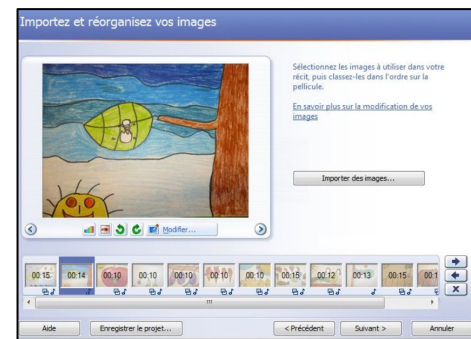 Importez et réorganisez vos images
Sélectionnez les images à utiliser dans votre
récit, puis classez-les dans l'ordre sur la
pellicule.
En savoir plus sur la modification de vos
images
Importer des images...
Modifier...
00:15 00:14 00:10 00:10 00:10 00:10 00:10 00:15 00:12 00:13 00:15 00:1
Aide Enregistrer le projet... < Précédent Suivant > Annuler